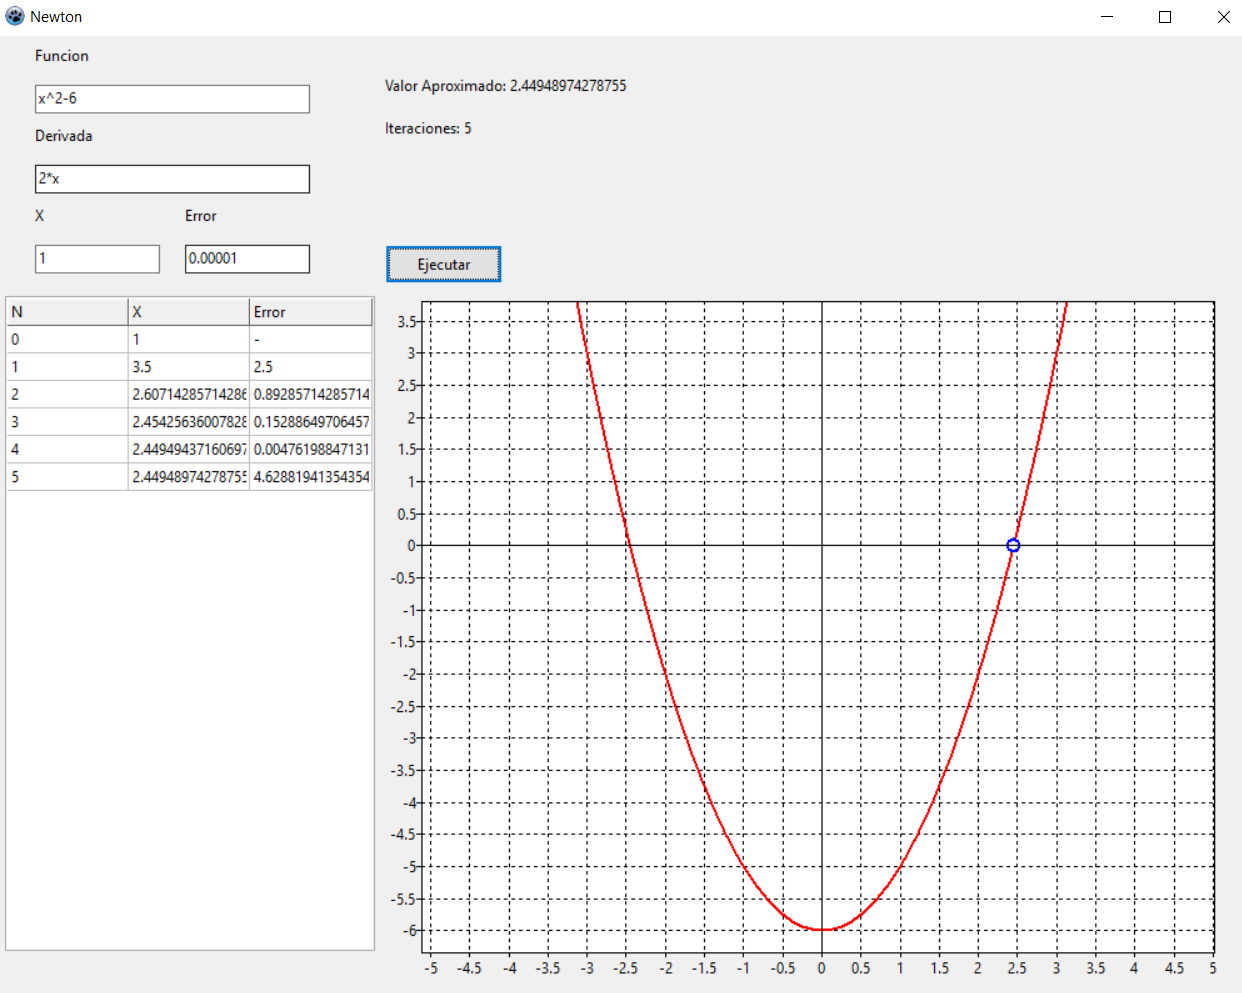 Newton
Funcion
x^2-6
Valor Aproximado: 2.44948974278755
Derivada
Iteraciones: 5
2*x
X Error
1 0.00001
Ejecutar
N X Error
0 1 -
1 3.5 2.5
2 2.60714285714286 0.89285714285714
3 2.45425636007828 0.15288649706457
4 2.44949437160697 0.00476198847131
5 2.44948974278755 4.62881941354354
3.5
3
2.5
2
1.5
1
0.5
0
-0.5
-1
-1.5
-2
-2.5
-3
-3.5
-4
-4.5
-5
-5.5
-6
-5 -4.5 -4 -3.5 -3 -2.5 -2 -1.5 -1 -0.5 0 0.5 1 1.5 2 2.5 3 3.5 4 4.5 5